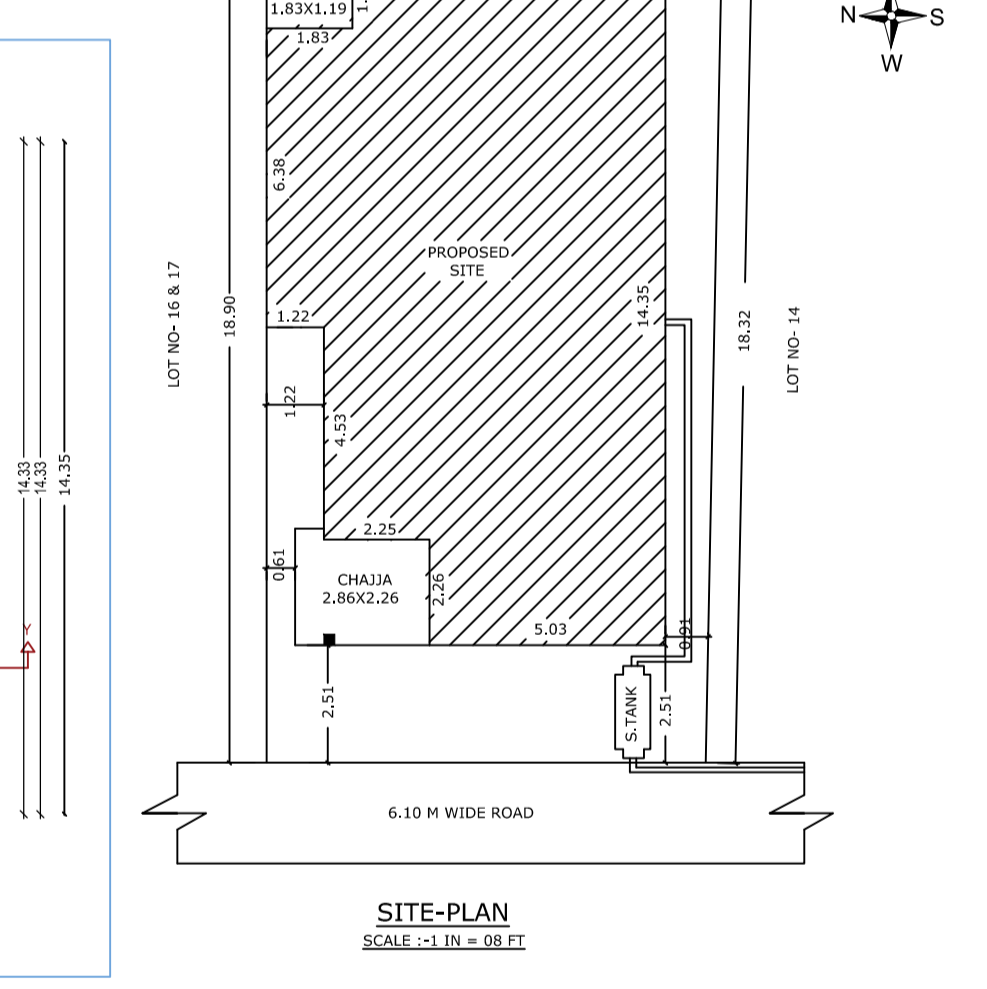 1.83X1.19
1.
1.83
N
S
W
6.38
PROPOSED
SITE
LOT NO- 16 & 17
18.90
1.22
14.35
18.32
LOT NO- 14
1.22
4.53
14.33
14.33
14.35
2.25
0.61
CHAJJA
2.86X2.26
2.26
5.03
0.91
Y
2.51
S.TANK
2.51
6.10 M WIDE ROAD
SITE-PLAN
SCALE :-1 IN = 08 FT